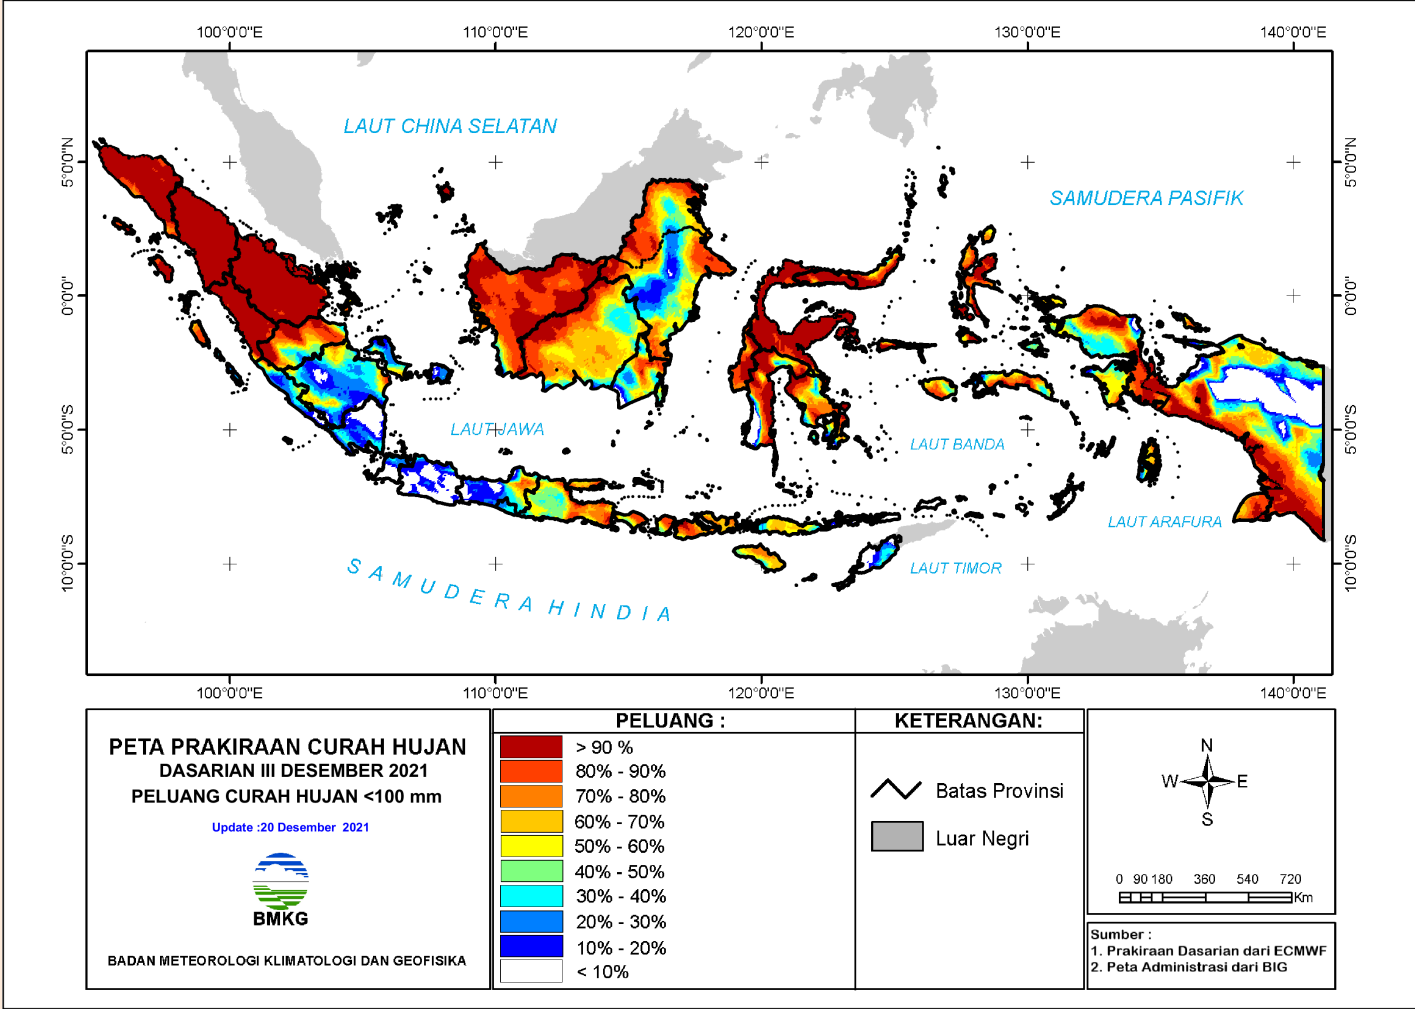 100°0'0"E 110°0'0"E 120°0'0"E 130°0'0"E 140°0'0"E
5°0'0"N
0°0'0"
5°0'0"S
10°0'0"S
LAUT CHINA SELATAN
SAMUDERA PASIFIK
LAUT JAWA
LAUT BANDA
LAUT ARAFURA
LAUT TIMOR
SAMUDERA HINDIA
5°0'0"N
0°0'0"
5°0'0"S
10°0'0"S
100°0'0"E 110°0'0"E 120°0'0"E 130°0'0"E 140°0'0"E
PETA PRAKIRAAN CURAH HUJAN
DASARIAN III DESEMBER 2021
PELUANG CURAH HUJAN <100 mm
Update :20 Desember 2021
BMKG
BADAN METEOROLOGI KLIMATOLOGI DAN GEOFISIKA
PELUANG :
> 90 %
80% - 90%
70% - 80%
60% - 70%
50% - 60%
40% - 50%
30% - 40%
20% - 30%
10% - 20%
< 10%
KETERANGAN:
Batas Provinsi
Luar Negri
N
W E
S
0 90 180 360 540 720
Km
Sumber :
1. Prakiraan Dasarian dari ECMWF
2. Peta Administrasi dari BIG